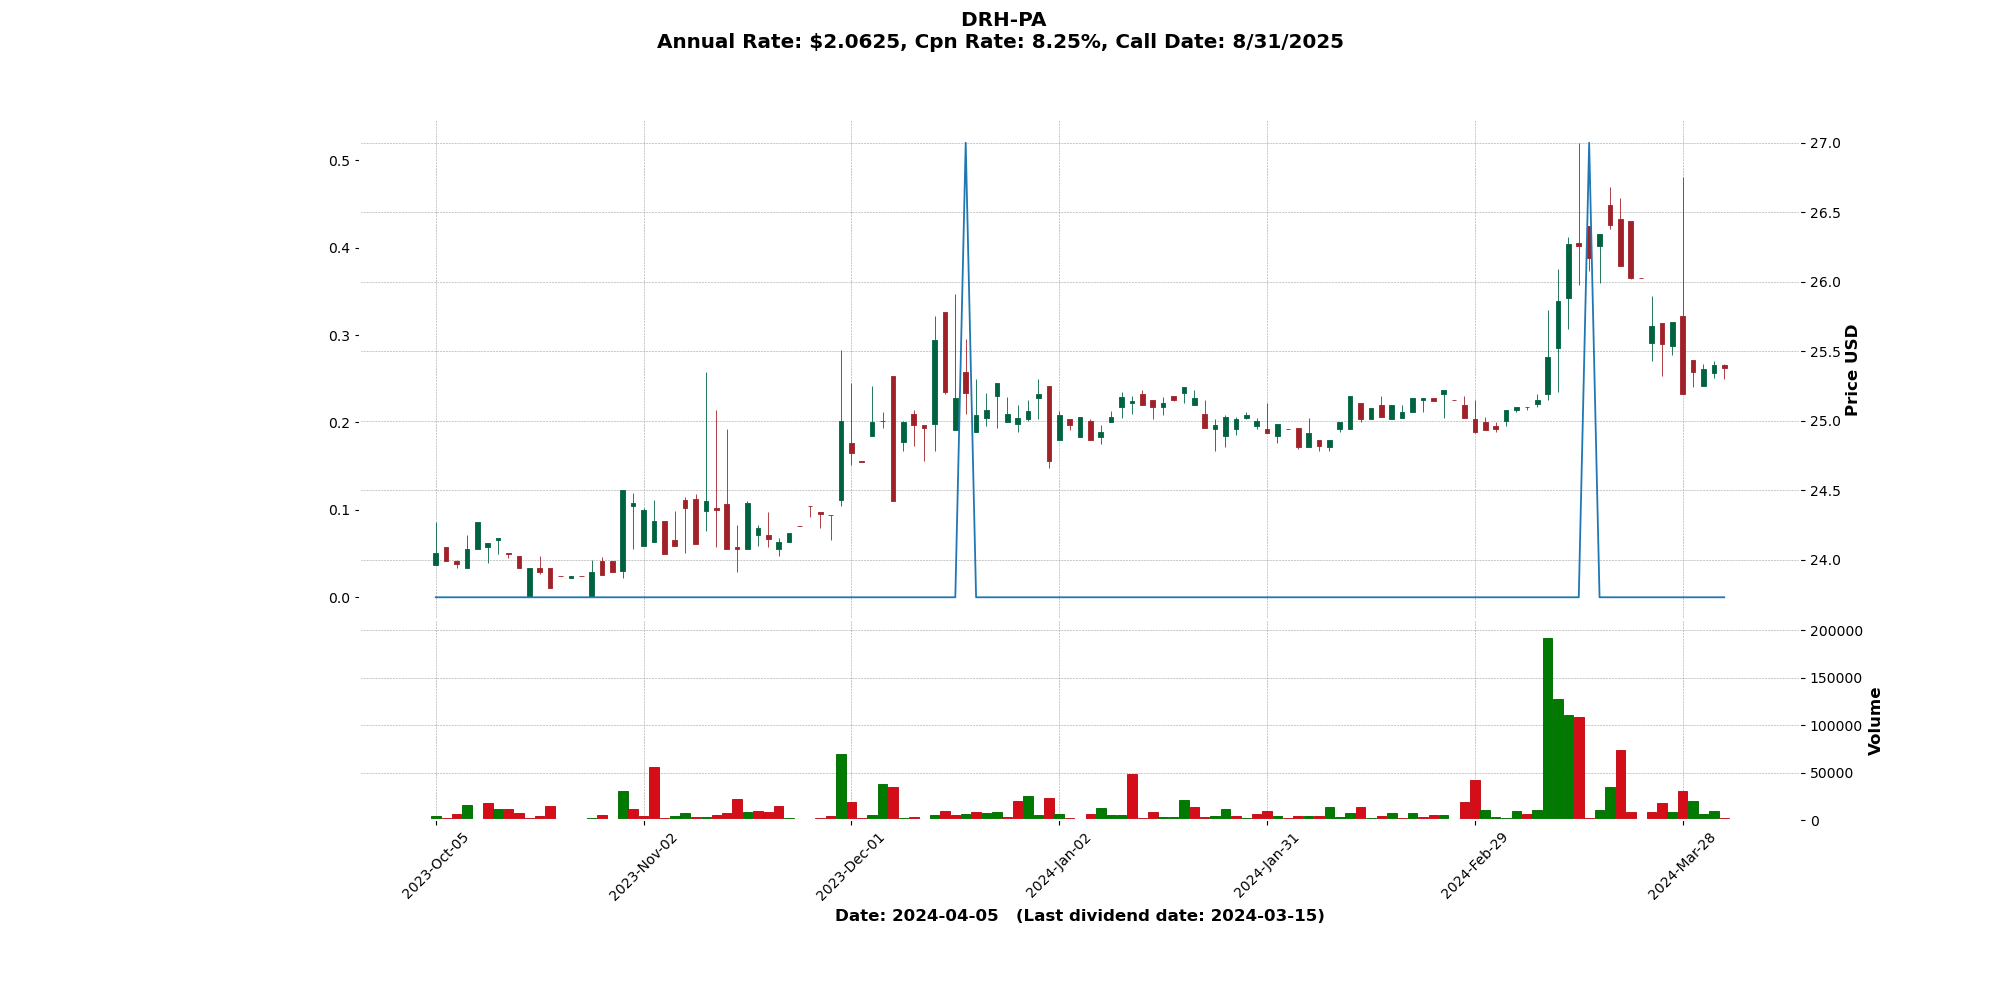 DRH-PA
Annual Rate: $2.0625, Cpn Rate: 8.25%, Call Date: 8/31/2025
0.5
0.4
0.3
0.2
0.1
0.0
27.0
26.5
26.0
25.5
25.0
24.5
24.0
Price USD
200000
150000
100000
50000
0
Volume
2023-Oct-05
2023-Nov-02
2023-Dec-01
2024-Jan-02
2024-Jan-31
2024-Feb-29
2024-Mar-28
Date: 2024-04-05   (Last dividend date: 2024-03-15)